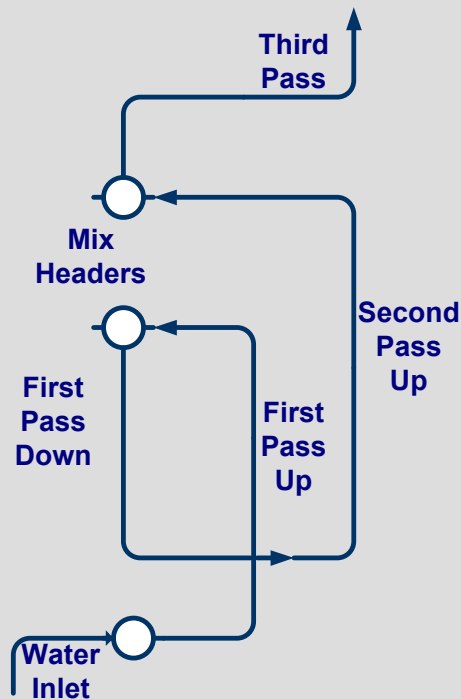 Third
Pass
Mix
Headers
Second
Pass
Up
First
Pass
Down
First
Pass
Up
Water
Inlet